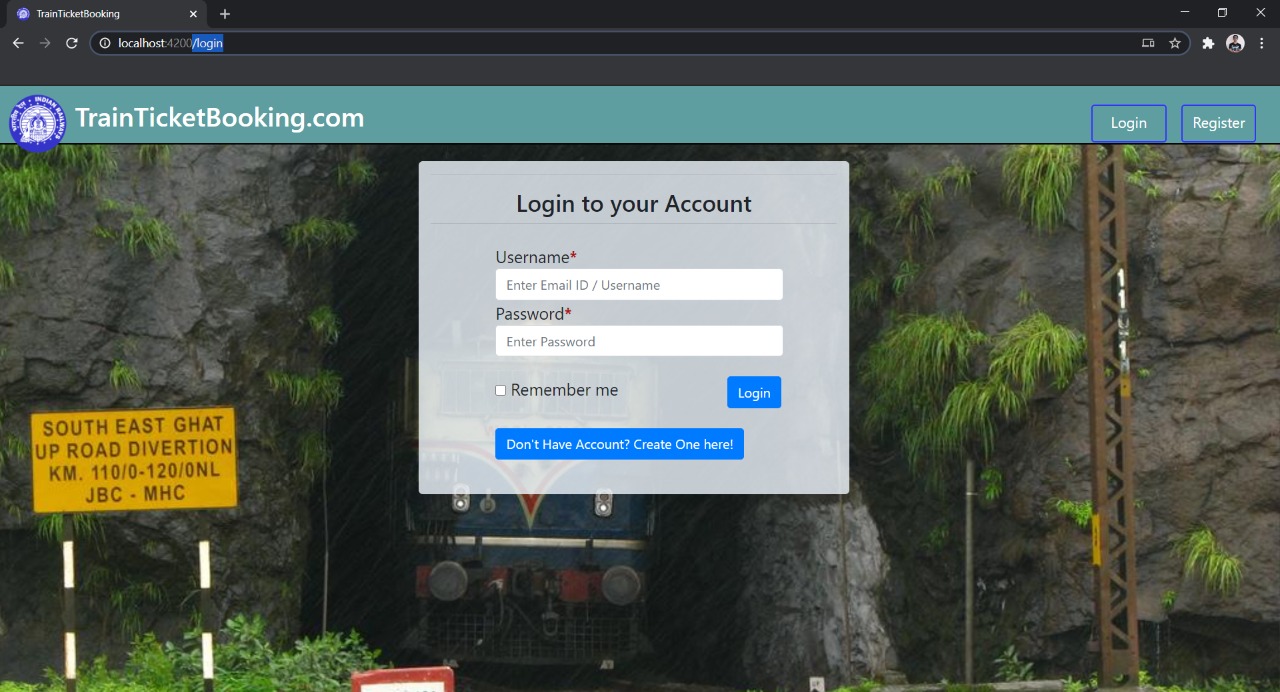 TrainTicketBooking
localhost:4200/login
TrainTicketBooking.com
Login
Register
Login to your Account
Username*
Enter Email ID / Username
Password*
Enter Password
Remember me
Login
Don't Have Account? Create One here!
SOUTH EAST GHAT
UP ROAD DIVERTION
KM. 110/0-120/0NL
JBC - MHC